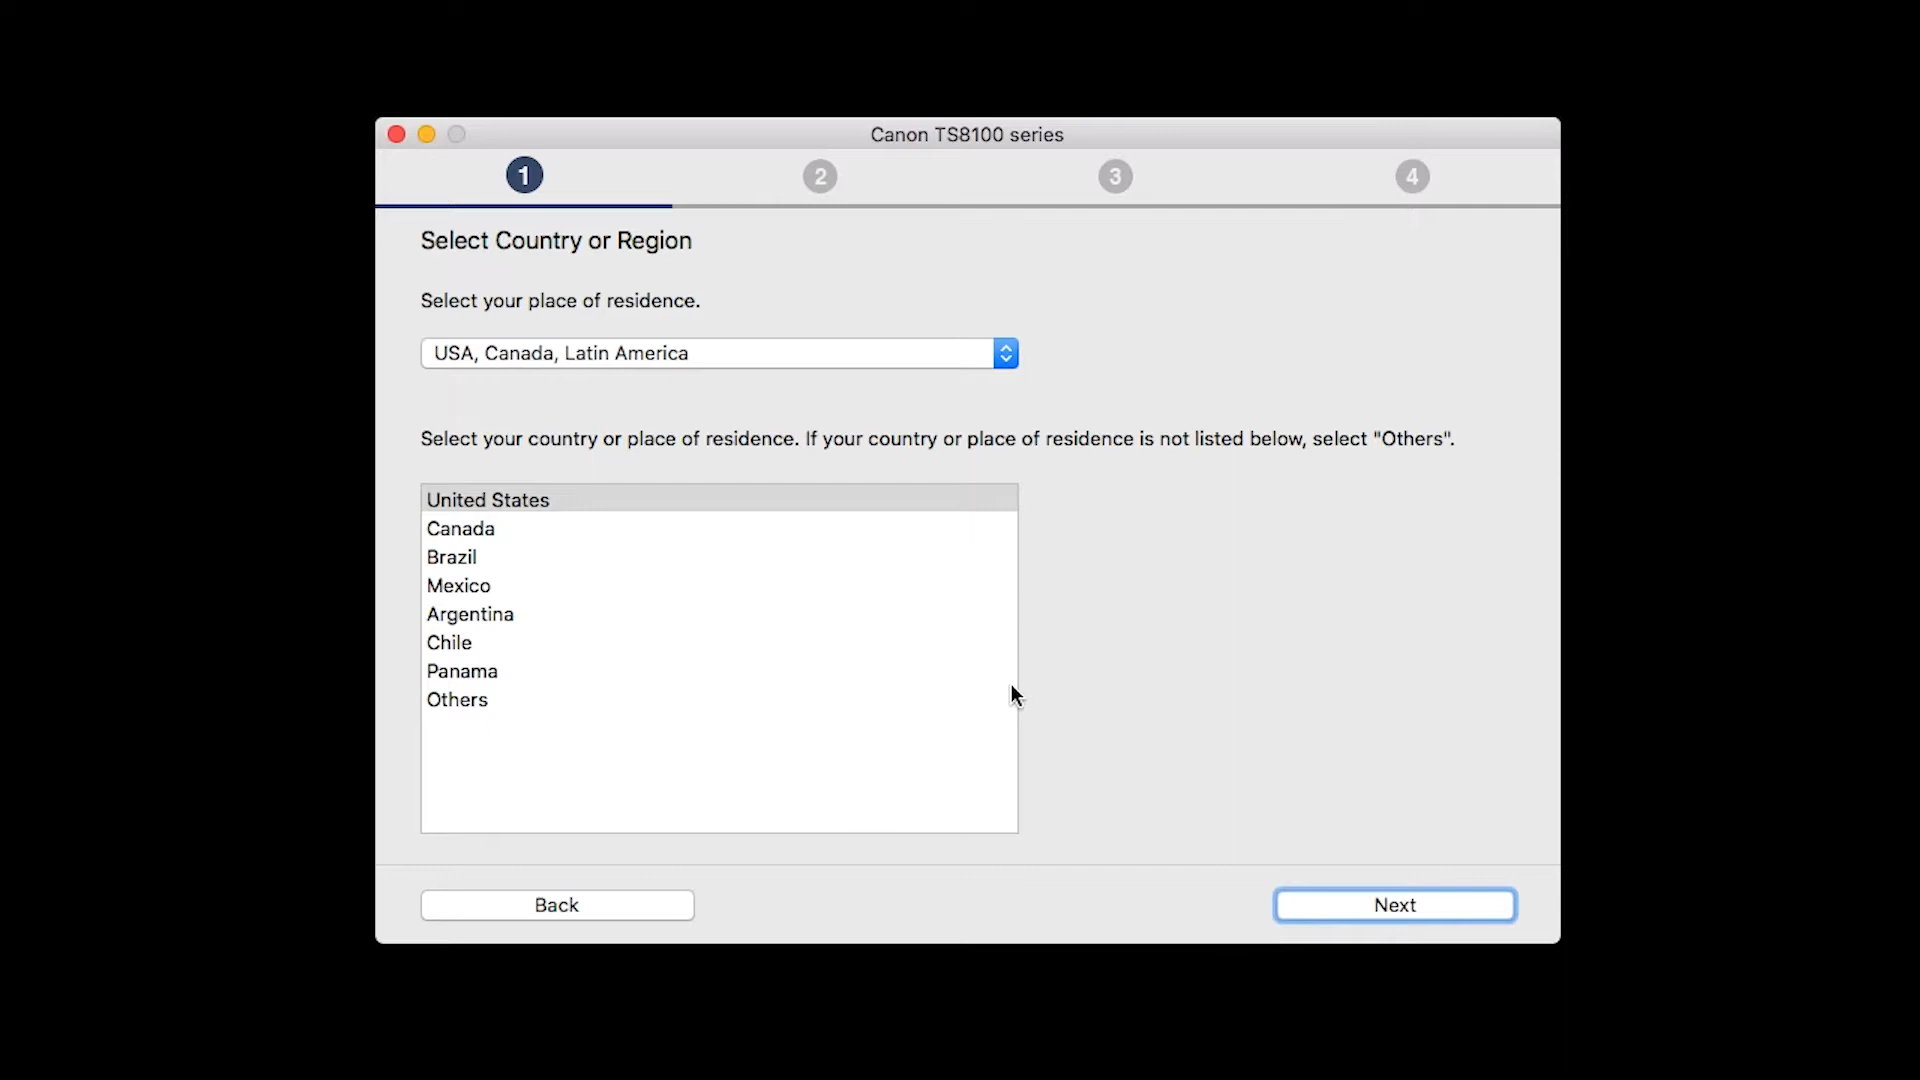 Canon TS8100 series
1 2 3 4
Select Country or Region
Select your place of residence.
USA, Canada, Latin America
Select your country or place of residence. If your country or place of residence is not listed below, select "Others".
United States
Canada
Brazil
Mexico
Argentina
Chile
Panama
Others
Back Next